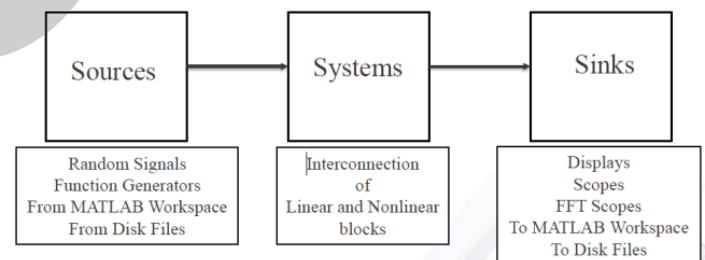 Sources
Systems
Sinks
Random Signals
Function Generators
From MATLAB Workspace
From Disk Files
Interconnection
of
Linear and Nonlinear
blocks
Displays
Scopes
FFT Scopes
To MATLAB Workspace
To Disk Files